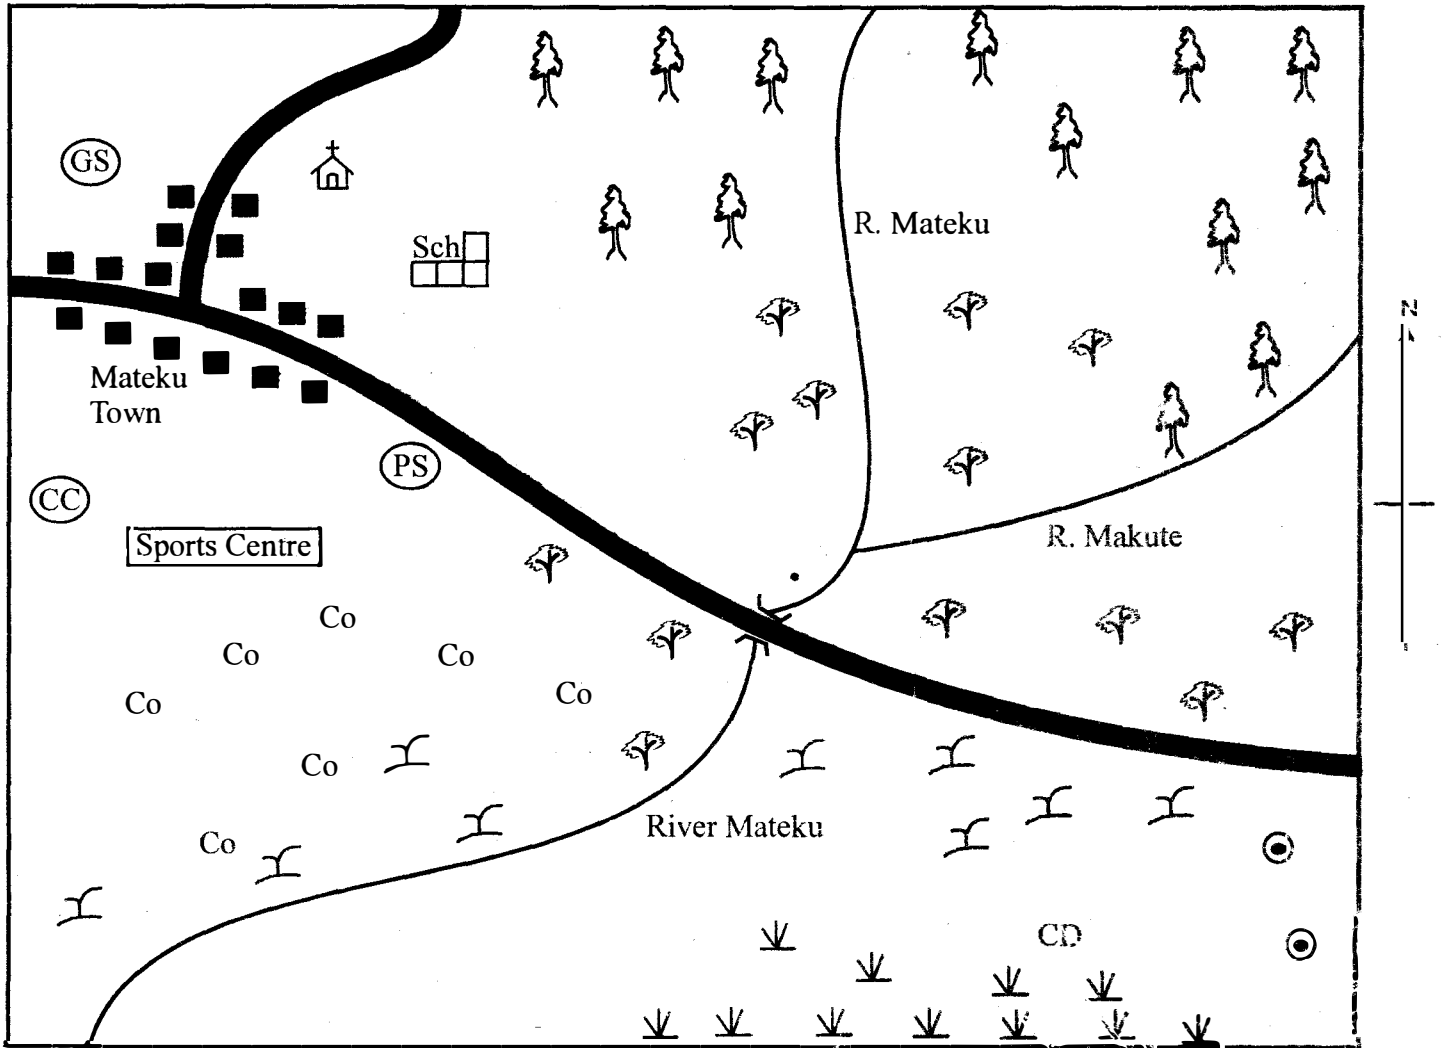 GS
R. Mateku
Sch
N
Mateku
Town
PS
CC
Sports Centre
R. Makute
Co
Co
Co
Co
Co
Co
River Mateku
Co
CD